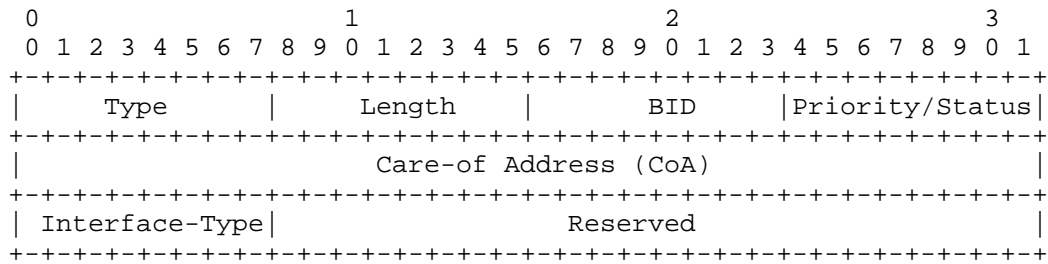 0                   1                   2                   3
 0 1 2 3 4 5 6 7 8 9 0 1 2 3 4 5 6 7 8 9 0 1 2 3 4 5 6 7 8 9 0 1
+-+-+-+-+-+-+-+-+-+-+-+-+-+-+-+-+-+-+-+-+-+-+-+-+-+-+-+-+-+-+-+-+
|     Type      |     Length    |       BID     |Priority/Status|
+-+-+-+-+-+-+-+-+-+-+-+-+-+-+-+-+-+-+-+-+-+-+-+-+-+-+-+-+-+-+-+-+
|                      Care-of Address (CoA)                    |
+-+-+-+-+-+-+-+-+-+-+-+-+-+-+-+-+-+-+-+-+-+-+-+-+-+-+-+-+-+-+-+-+
| Interface-Type|                  Reserved                     |
+-+-+-+-+-+-+-+-+-+-+-+-+-+-+-+-+-+-+-+-+-+-+-+-+-+-+-+-+-+-+-+-+